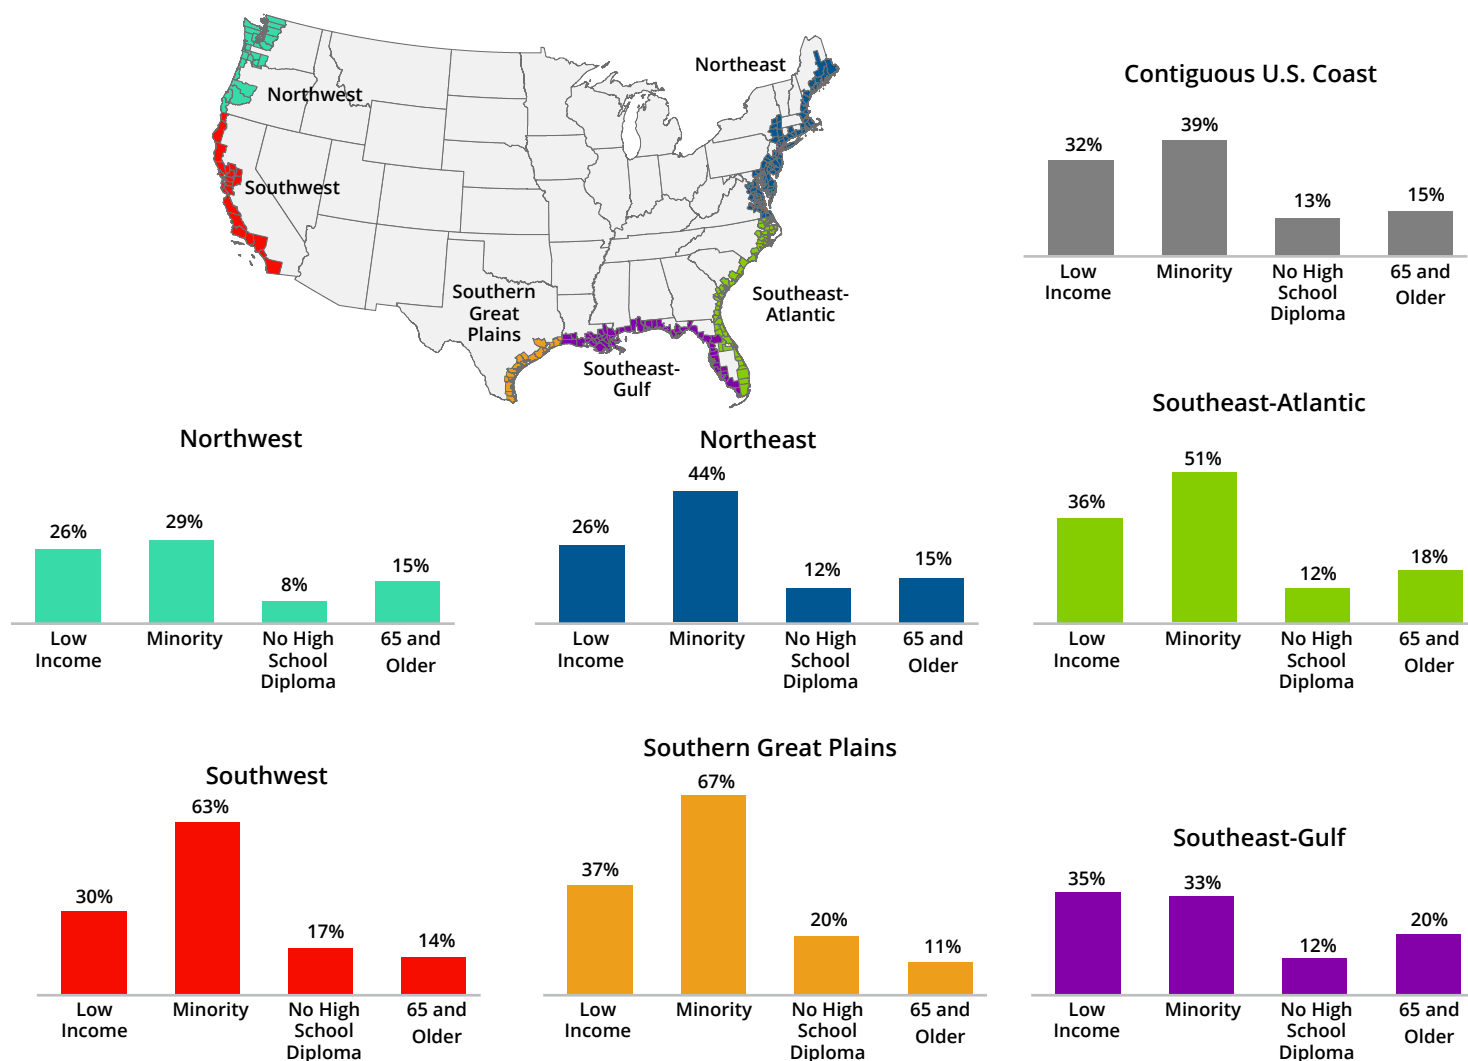 Northeast
Northwest
Southwest
Southern
Great
Plains
Southeast-
Atlantic
Southeast-
Gulf
Contiguous U.S. Coast
32%
39%
13%
15%
Low
Income
Minority
No High
School
Diploma
65 and
Older
Northwest
26%
29%
8%
15%
Low
Income
Minority
No High
School
Diploma
65 and
Older
Northeast
26%
44%
12%
15%
Low
Income
Minority
No High
School
Diploma
65 and
Older
Southeast-Atlantic
36%
51%
12%
18%
Low
Income
Minority
No High
School
Diploma
65 and
Older
Southwest
30%
63%
17%
14%
Low
Income
Minority
No High
School
Diploma
65 and
Older
Southern Great Plains
37%
67%
20%
11%
Low
Income
Minority
No High
School
Diploma
65 and
Older
Southeast-Gulf
35%
33%
12%
20%
Low
Income
Minority
No High
School
Diploma
65 and
Older